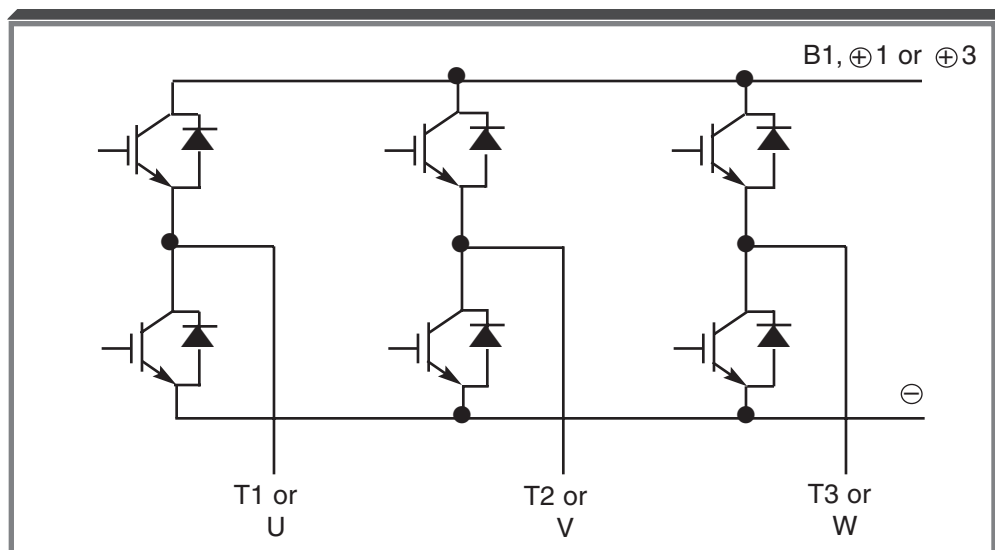 B1, ⊕1 or ⊕3
⊖
T1 or
U
T2 or
V
T3 or
W